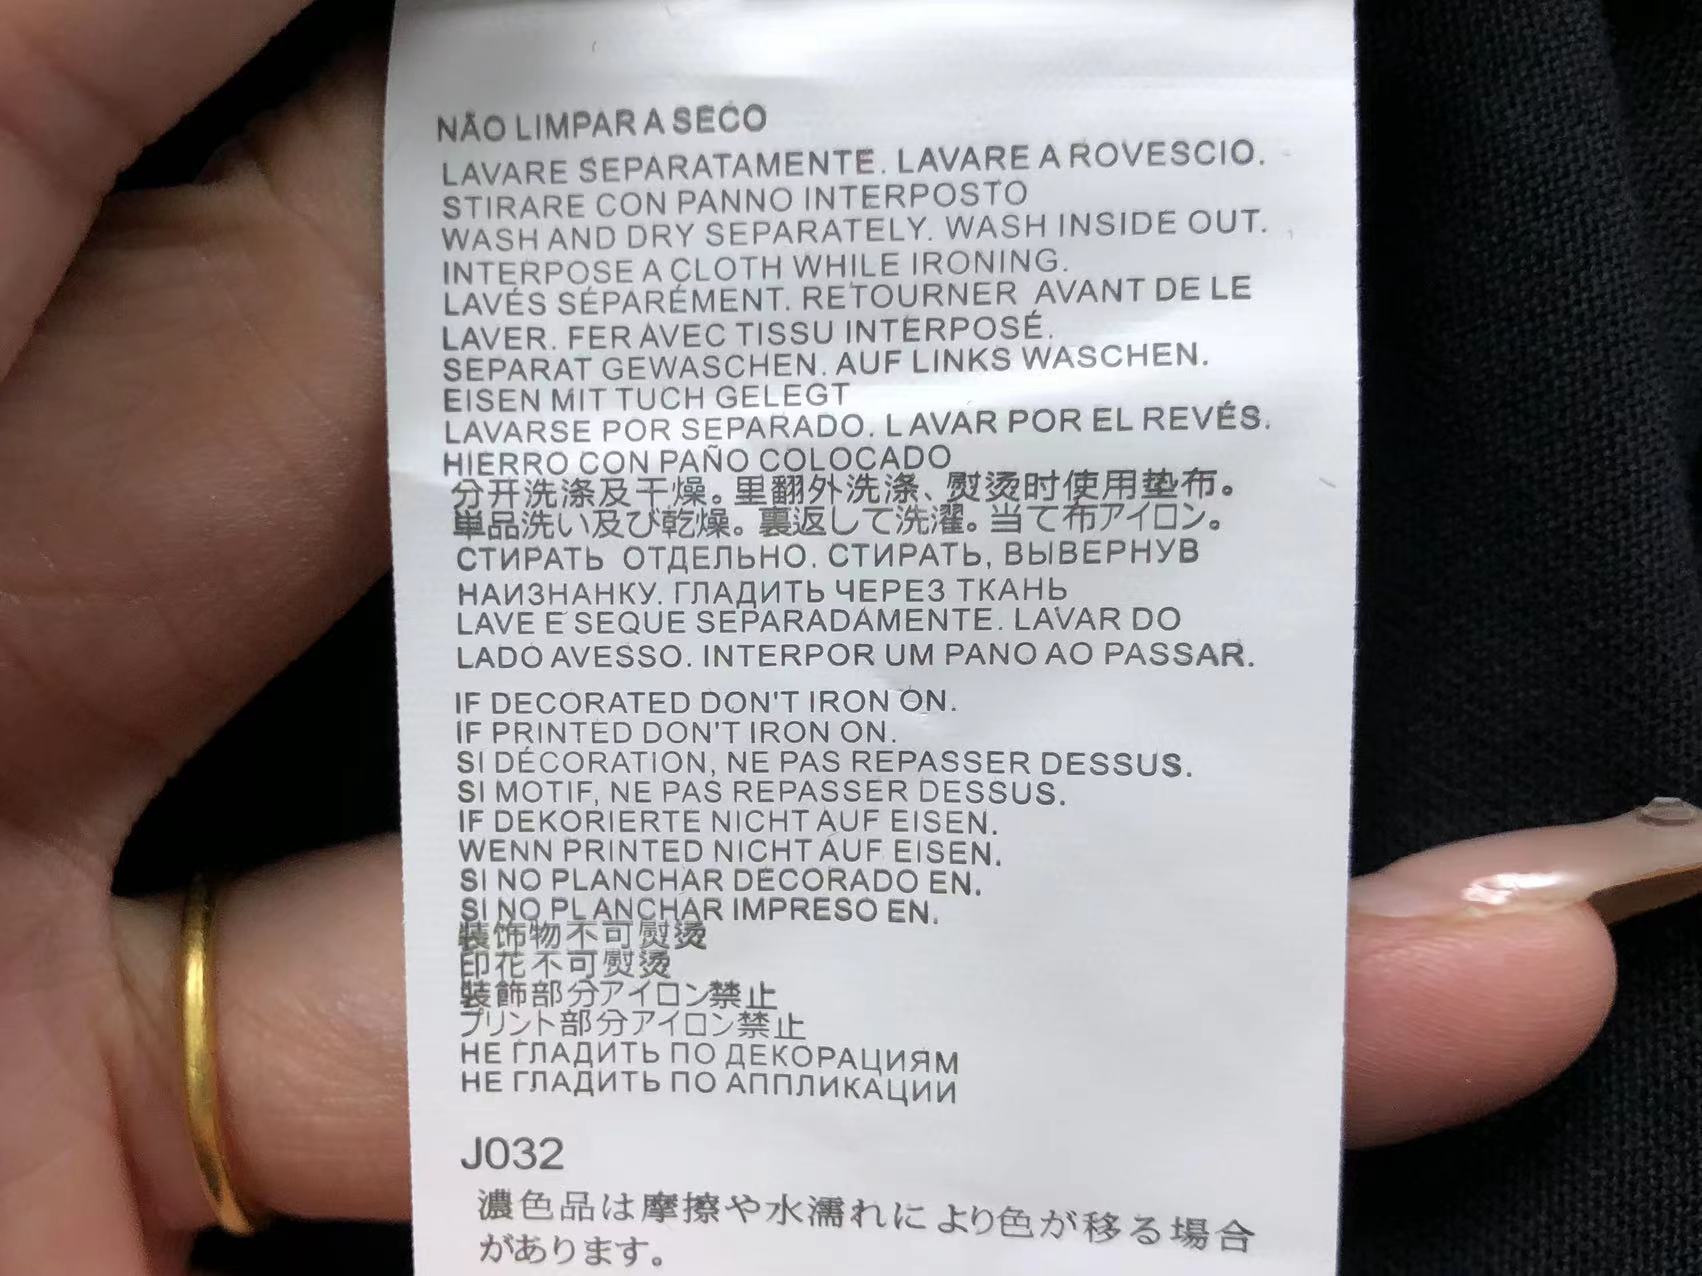 NÃO LIMPAR A SECO
LAVARE SEPARATAMENTE. LAVARE A ROVESCIO.
STIRARE CON PANNO INTERPOSTO
WASH AND DRY SEPARATELY. WASH INSIDE OUT.
INTERPOSE A CLOTH WHILE IRONING.
LAVÉS SÉPARÉMENT. RETOURNER AVANT DE LE
LAVER. FER AVEC TISSU INTERPOSÉ.
SEPARAT GEWASCHEN. AUF LINKS WASCHEN.
EISEN MIT TUCH GELEGT
LAVARSE POR SEPARADO. LAVAR POR EL REVÉS.
HIERRO CON PAÑO COLOCADO
分开洗涤及干燥。里翻外洗涤、熨烫时使用垫布。
単品洗い及び乾燥。裏返して洗濯。当て布アイロン。
СТИРАТЬ ОТДЕЛЬНО. СТИРАТЬ, ВЫВЕРНУВ
НАИЗНАНКУ. ГЛАДИТЬ ЧЕРЕЗ ТКАНЬ
LAVE E SEQUE SEPARADAMENTE. LAVAR DO
LADO AVESSO. INTERPOR UM PANO AO PASSAR.
IF DECORATED DON'T IRON ON.
IF PRINTED DON'T IRON ON.
SI DÉCORATION, NE PAS REPASSER DESSUS.
SI MOTIF, NE PAS REPASSER DESSUS.
IF DEKORIERTE NICHT AUF EISEN.
WENN PRINTED NICHT AUF EISEN.
SI NO PLANCHAR DECORADO EN.
SI NO PLANCHAR IMPRESO EN.
装饰物不可熨烫
印花不可熨烫
装飾部分アイロン禁止
プリント部分アイロン禁止
НЕ ГЛАДИТЬ ПО ДЕКОРАЦИЯМ
НЕ ГЛАДИТЬ ПО АППЛИКАЦИИ
J032
濃色品は摩擦や水濡れにより色が移る場合
があります。